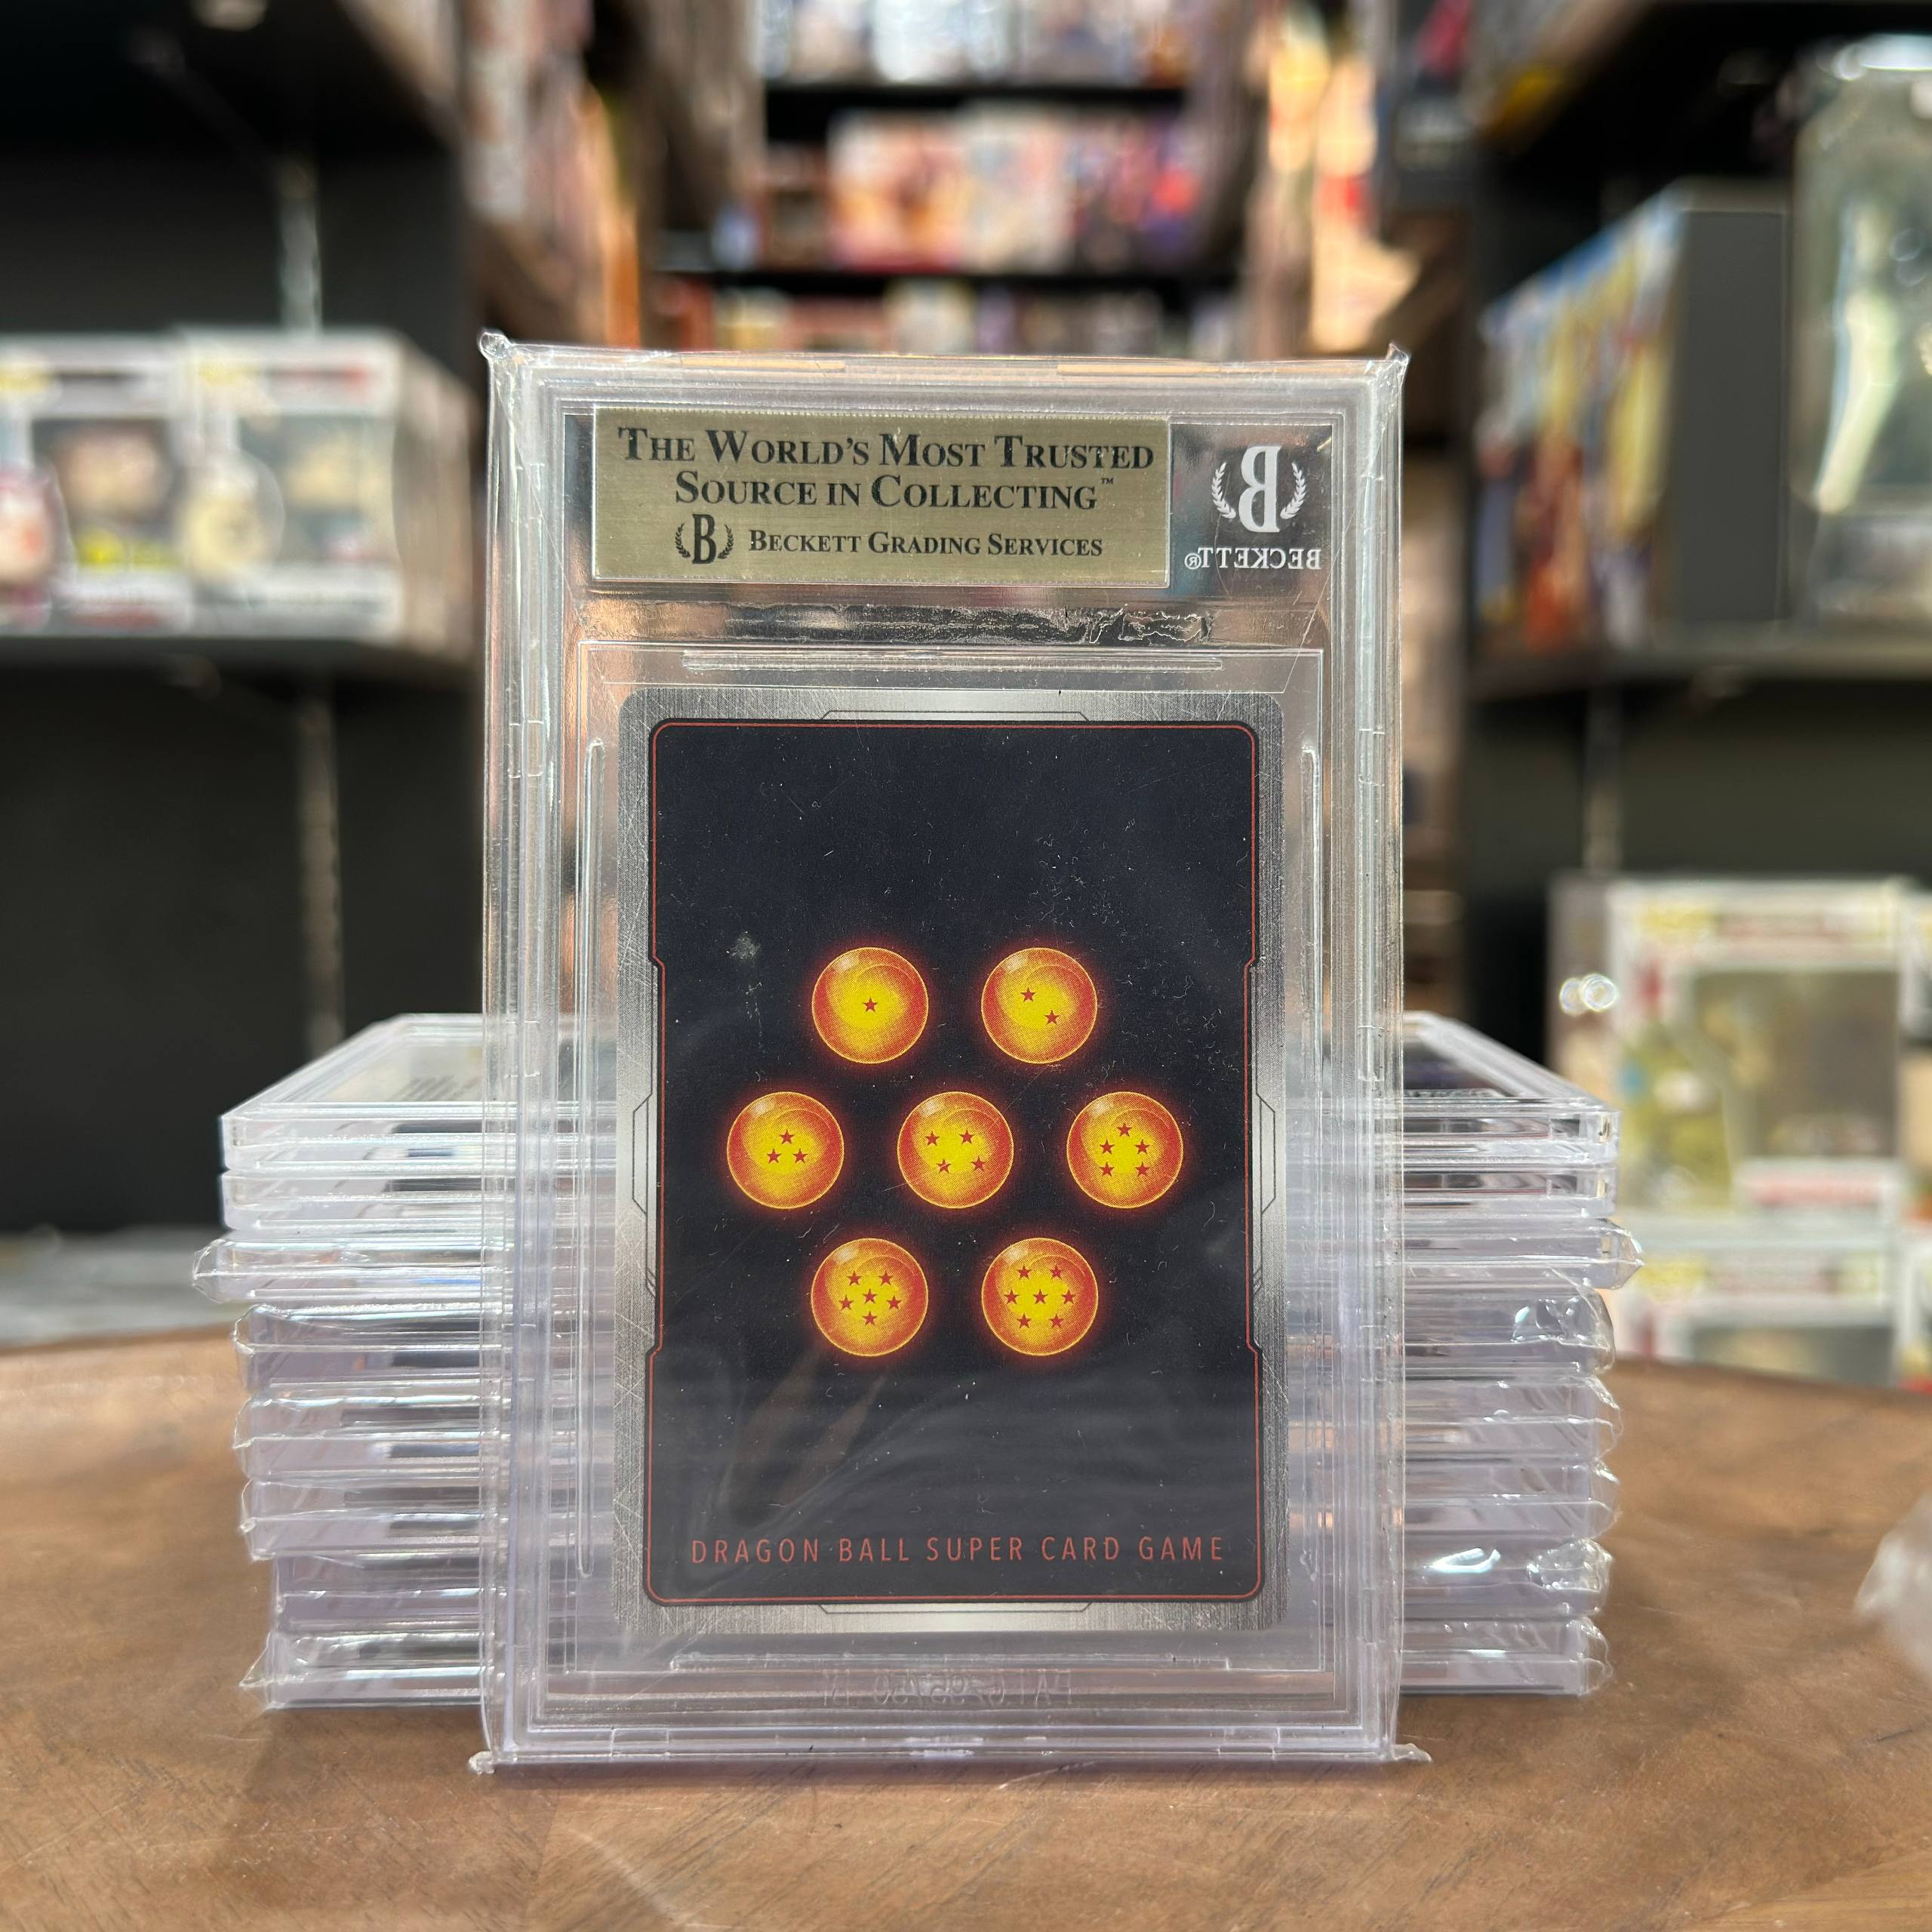 THE WORLD'S MOST TRUSTED
SOURCE IN COLLECTING™
B BECKETT GRADING SERVICES
B
BECKETT®
DRAGON BALL SUPER CARD GAME